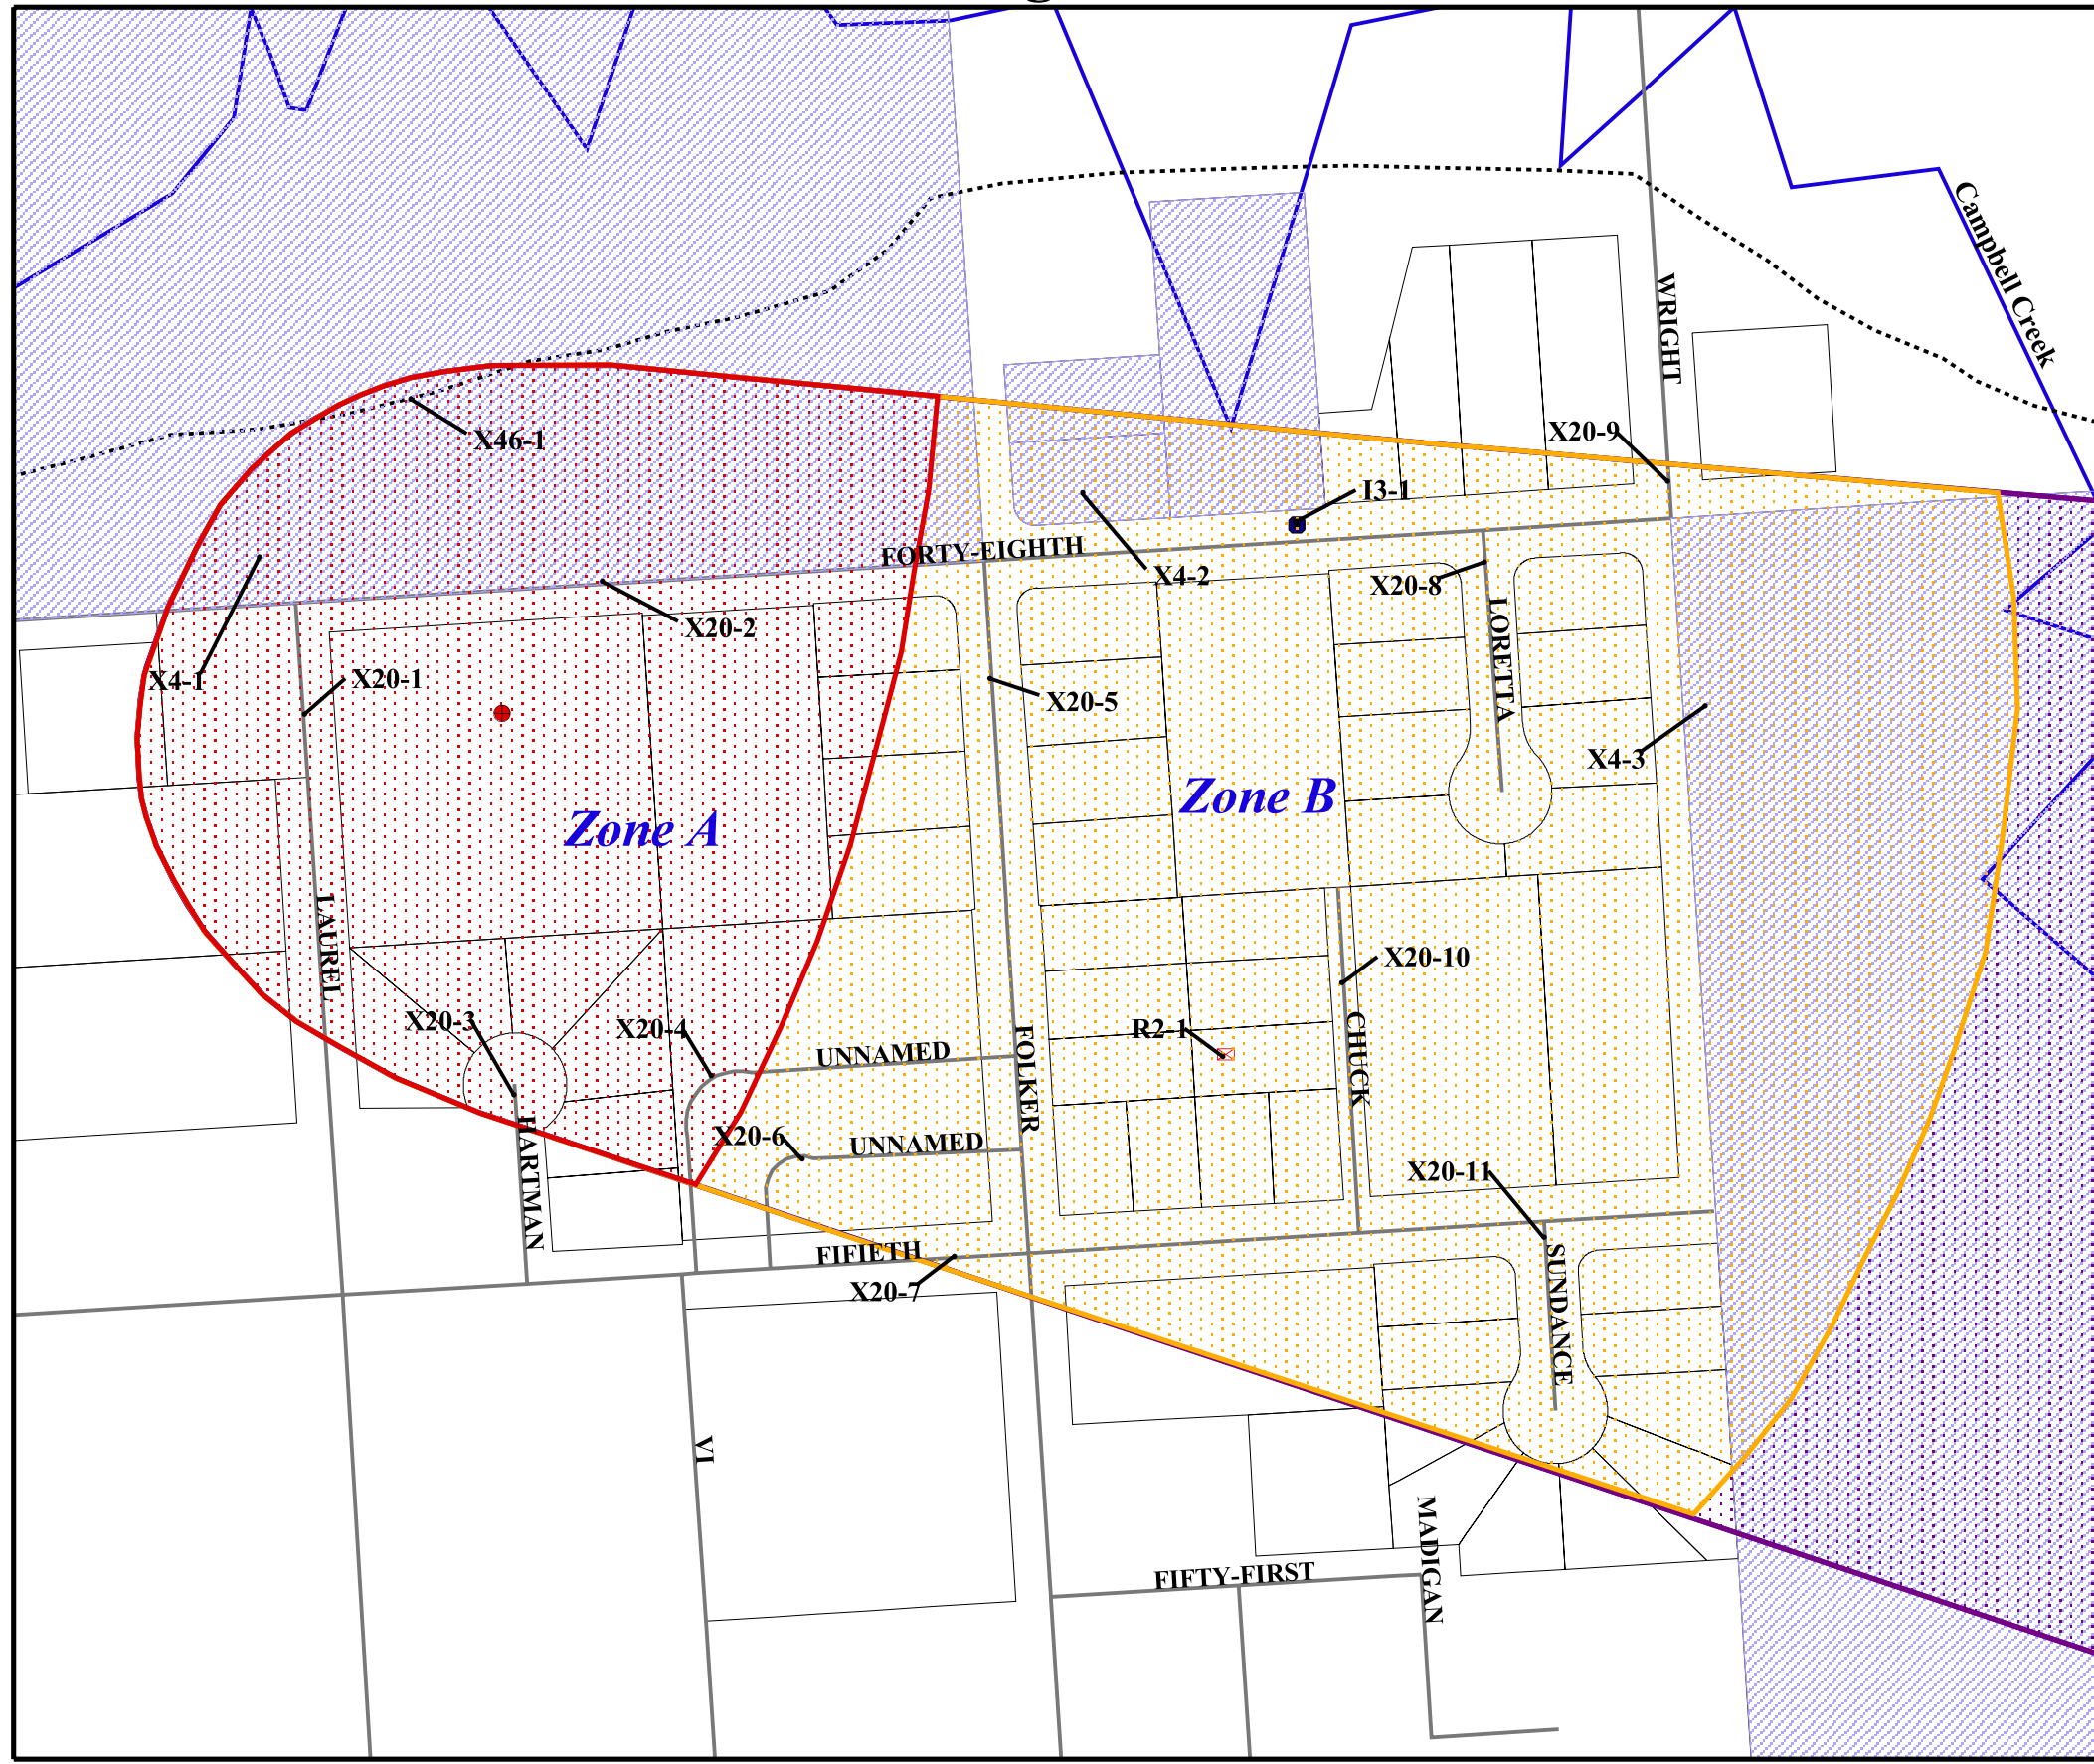 Campbell Creek
WRIGHT
X46-1
X20-9
I3-1
FORTY-EIGHTH
X4-2
X20-8
X20-2
LORETTA
X4-1
X20-1
X20-5
X4-3
Zone A
Zone B
LAUREL
X20-10
X20-3
X20-4
R2-1
CHUCK
UNNAMED
FOLKER
X20-6
UNNAMED
HARTMAN
X20-11
FIFIETH
X20-7
SUNDANCE
VI
MADIGAN
FIFTY-FIRST